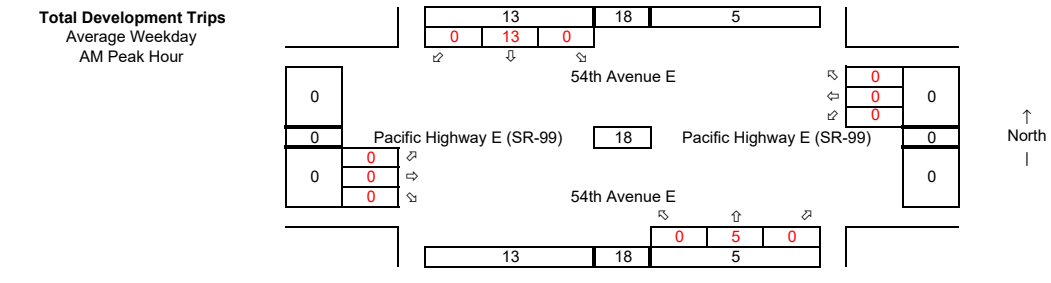 Total Development Trips
Average Weekday
AM Peak Hour
13 18 5
0 13 0
⬃ ⇩ ⬂
54th Avenue E
⬁ 0
0 ⇦ 0 0
⬃ 0
↑
0 Pacific Highway E (SR-99) 18 Pacific Highway E (SR-99) 0 North
|
0 ⬀
0 0 ⇨ 0
0 ⬂
54th Avenue E
⬁ ⇧ ⬀
0 5 0
13 18 5